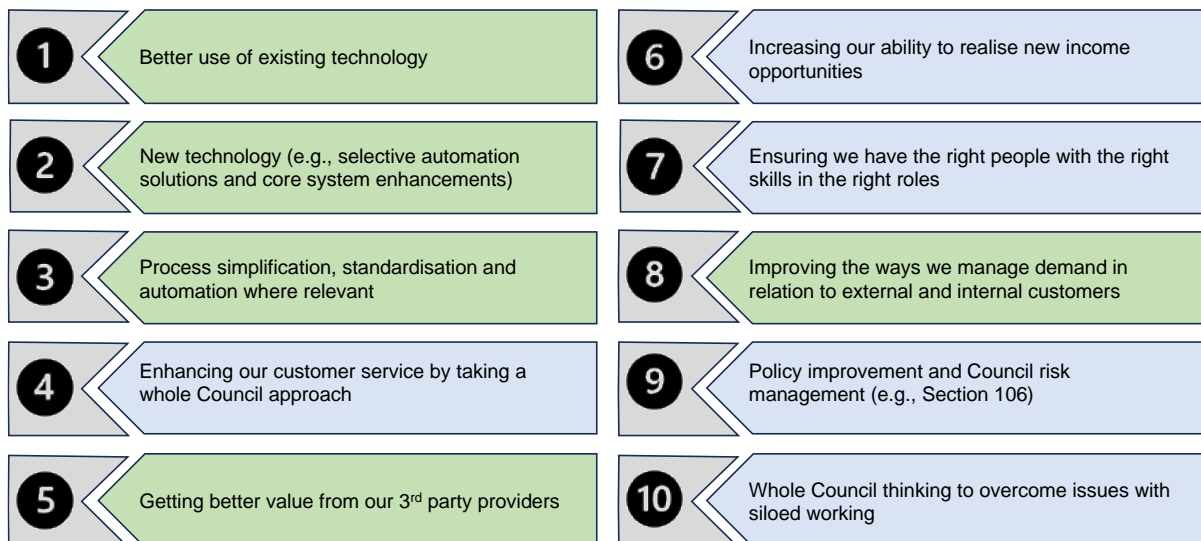 1
Better use of existing technology
2
New technology (e.g., selective automation
solutions and core system enhancements)
3
Process simplification, standardisation and
automation where relevant
4
Enhancing our customer service by taking a
whole Council approach
5
Getting better value from our 3rd party providers
6
Increasing our ability to realise new income
opportunities
7
Ensuring we have the right people with the right
skills in the right roles
8
Improving the ways we manage demand in
relation to external and internal customers
9
Policy improvement and Council risk
management (e.g., Section 106)
10
Whole Council thinking to overcome issues with
siloed working